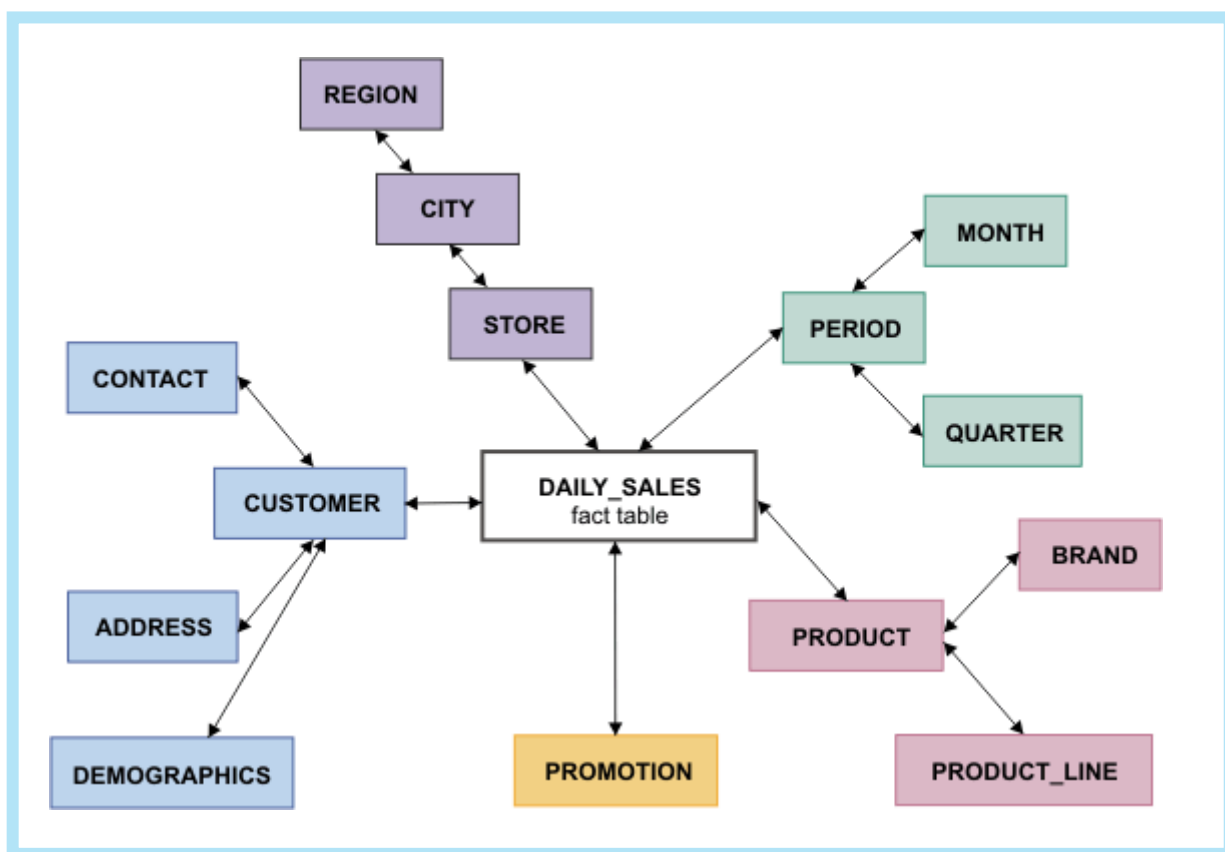 REGION
CITY
MONTH
STORE
PERIOD
CONTACT
QUARTER
CUSTOMER
DAILY_SALES
fact table
BRAND
ADDRESS
PRODUCT
DEMOGRAPHICS
PROMOTION
PRODUCT_LINE